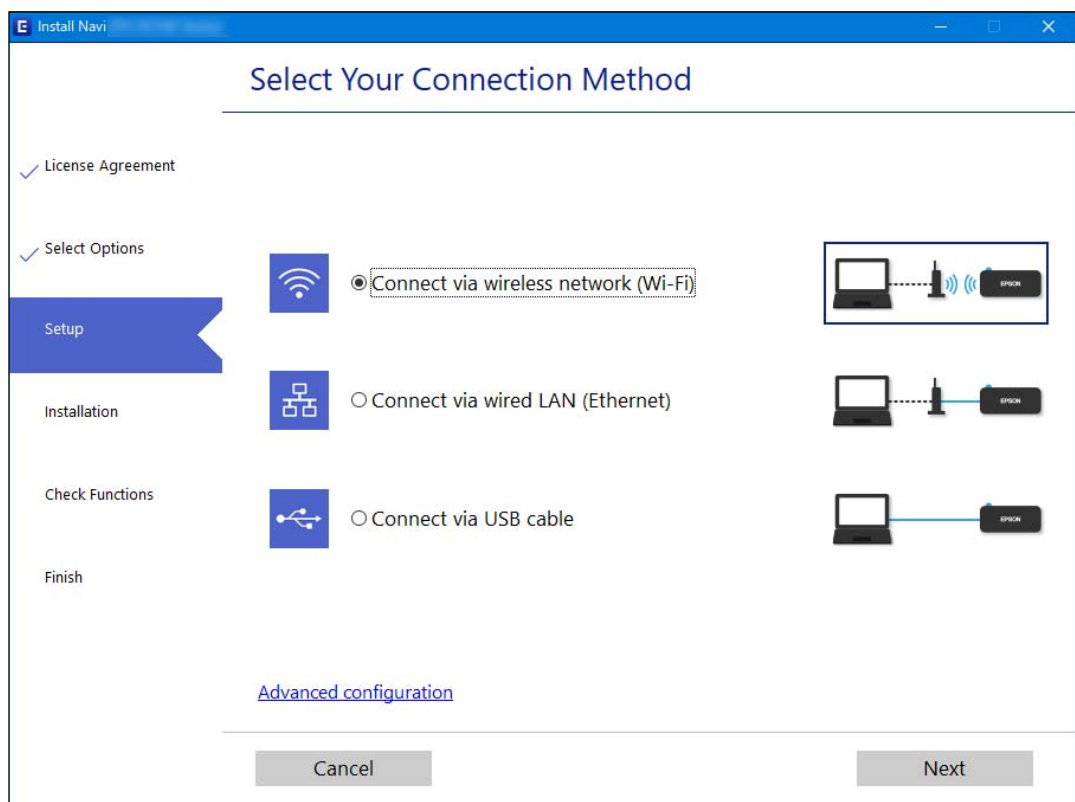 Install Navi
Select Your Connection Method
License Agreement
Select Options
Setup
Installation
Check Functions
Finish
Connect via wireless network (Wi-Fi)
EPSON
Connect via wired LAN (Ethernet)
EPSON
Connect via USB cable
EPSON
Advanced configuration
Cancel
Next